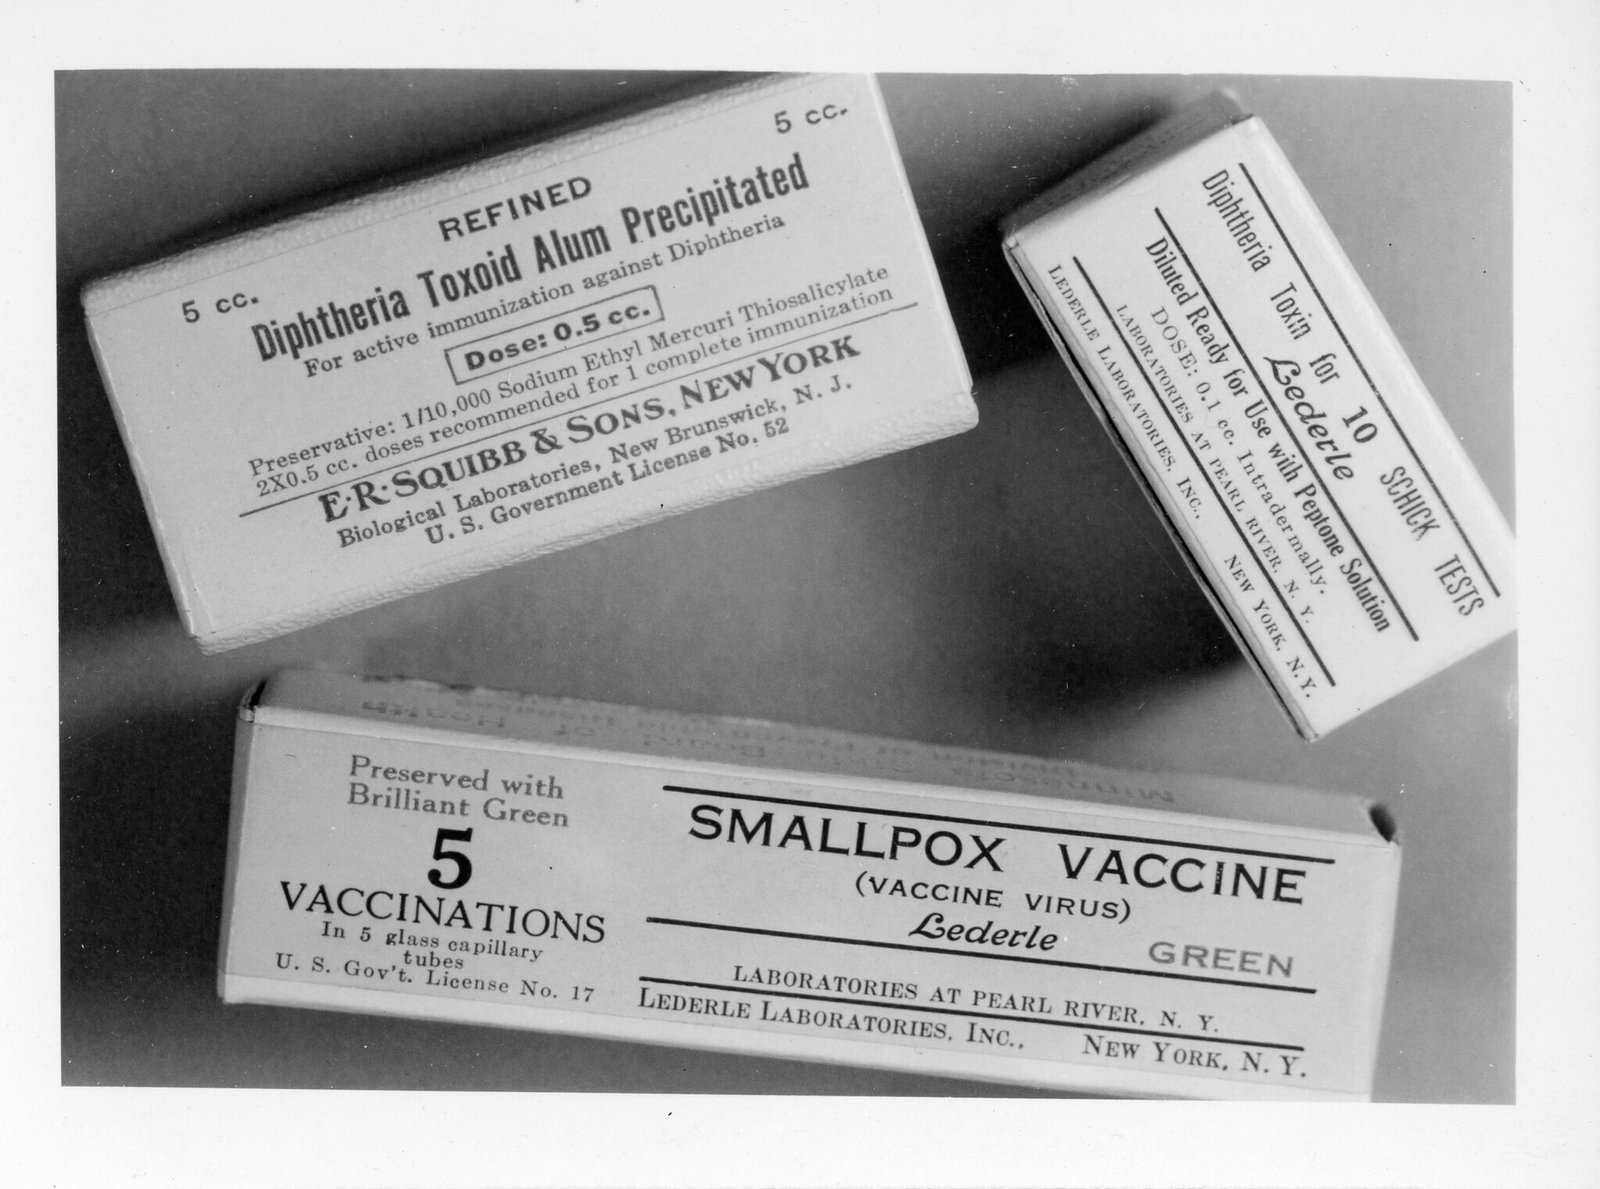 5 cc.
5 cc.
REFINED
Diphtheria Toxoid Alum Precipitated
For active immunization against Diphtheria
Dose: 0.5 cc.
Preservative: 1/10,000 Sodium Ethyl Mercuri Thiosalicylate
2X0.5 cc. doses recommended for 1 complete immunization
E·R·SQUIBB & SONS, NEW YORK
Biological Laboratories, New Brunswick, N. J.
U. S. Government License No. 52
Diphtheria Toxin for 10 SCHICK TESTS
Lederle
Diluted Ready for Use with Peptone Solution
DOSE: 0.1 cc. Intradermally.
LABORATORIES AT PEARL RIVER, N. Y.
LEDERLE LABORATORIES, INC., NEW YORK, N.Y.
Board of Health
Preserved with
Brilliant Green
5
VACCINATIONS
In 5 glass capillary
tubes
U. S. Gov't. License No. 17
SMALLPOX VACCINE
(VACCINE VIRUS)
Lederle
GREEN
LABORATORIES AT PEARL RIVER, N. Y.
LEDERLE LABORATORIES, INC., NEW YORK, N. Y.